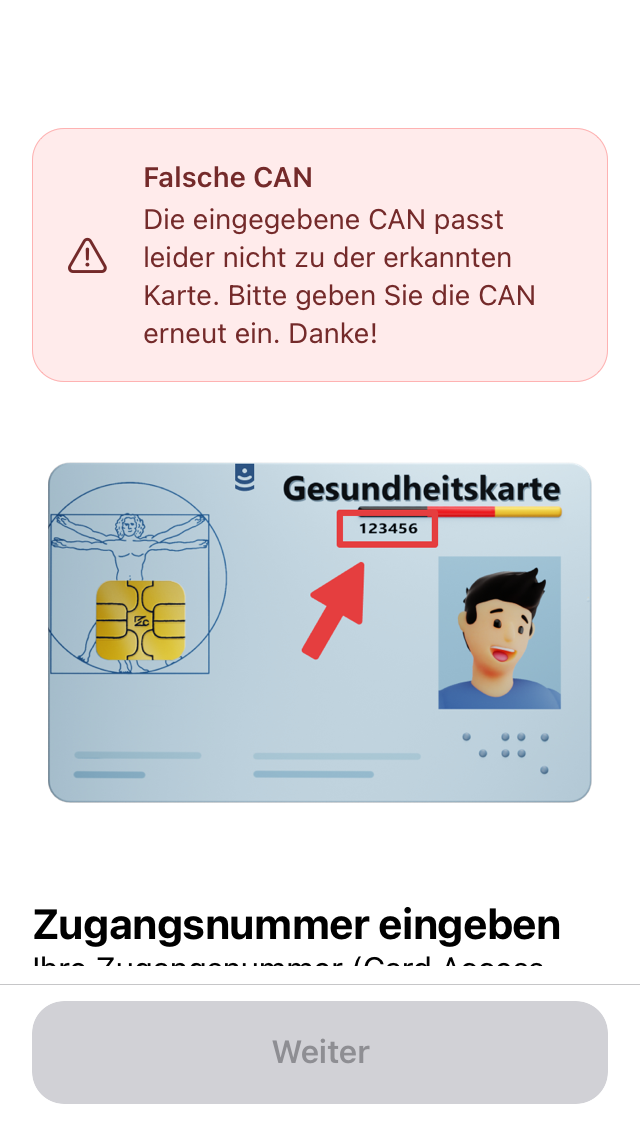 Falsche CAN
Die eingegebene CAN passt
leider nicht zu der erkannten
Karte. Bitte geben Sie die CAN
erneut ein. Danke!
Gesundheitskarte
123456
Zugangsnummer eingeben
Ihre Zugangsnummer (Card Access
Weiter